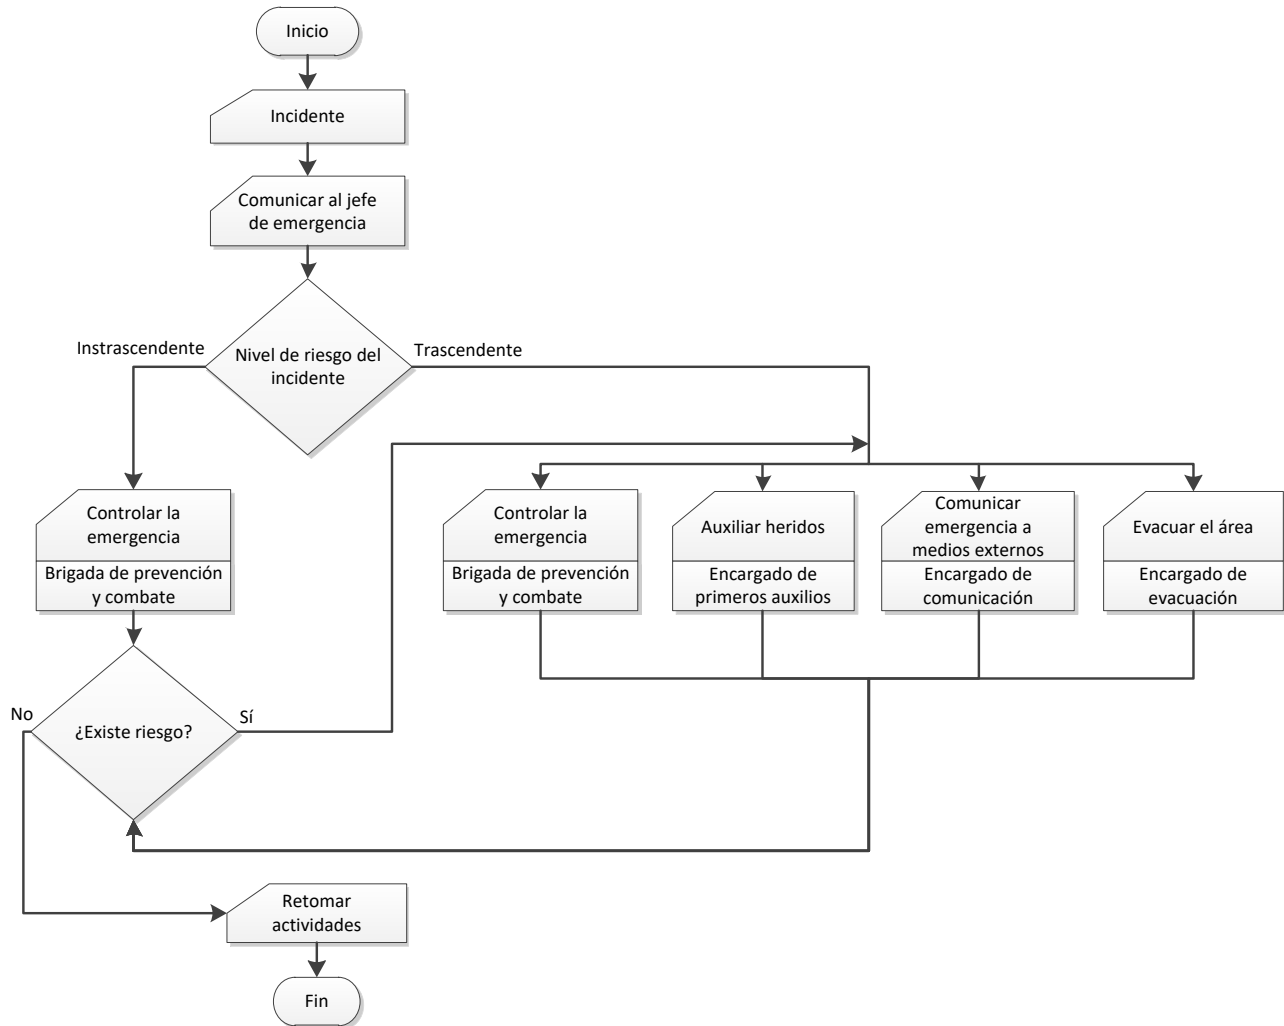 Inicio
Incidente
Comunicar al jefe
de emergencia
Instrascendente
Nivel de riesgo del
incidente
Trascendente
Controlar la
emergencia
Brigada de prevención
y combate
Controlar la
emergencia
Brigada de prevención
y combate
Auxiliar heridos
Encargado de
primeros auxilios
Comunicar
emergencia a
medios externos
Encargado de
comunicación
Evacuar el área
Encargado de
evacuación
No
¿Existe riesgo?
Sí
Retomar
actividades
Fin